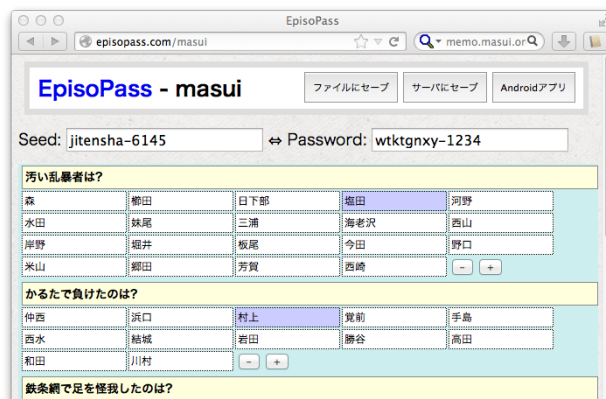 EpisoPass
episopass.com/masui
memo.masui.or
EpisoPass - masui
ファイルにセーブ サーバにセーブ Androidアプリ
Seed: jitensha-6145 ⇔ Password: wtktgnxy-1234
汚い乱暴者は?
森 櫛田 日下部 塩田 河野
水田 妹尾 三浦 海老沢 西山
岸野 堀井 板尾 今田 野口
米山 郷田 芳賀 西崎 - +
かるたで負けたのは?
仲西 浜口 村上 覚前 手島
西水 結城 岩田 勝谷 高田
和田 川村 - +
鉄条網で足を怪我したのは?